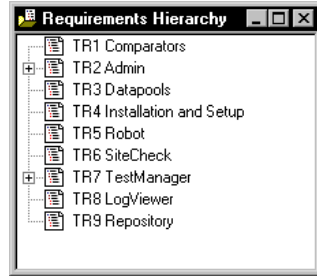 Requirements Hierarchy
TR1 Comparators
TR2 Admin
TR3 Datapools
TR4 Installation and Setup
TR5 Robot
TR6 SiteCheck
TR7 TestManager
TR8 LogViewer
TR9 Repository